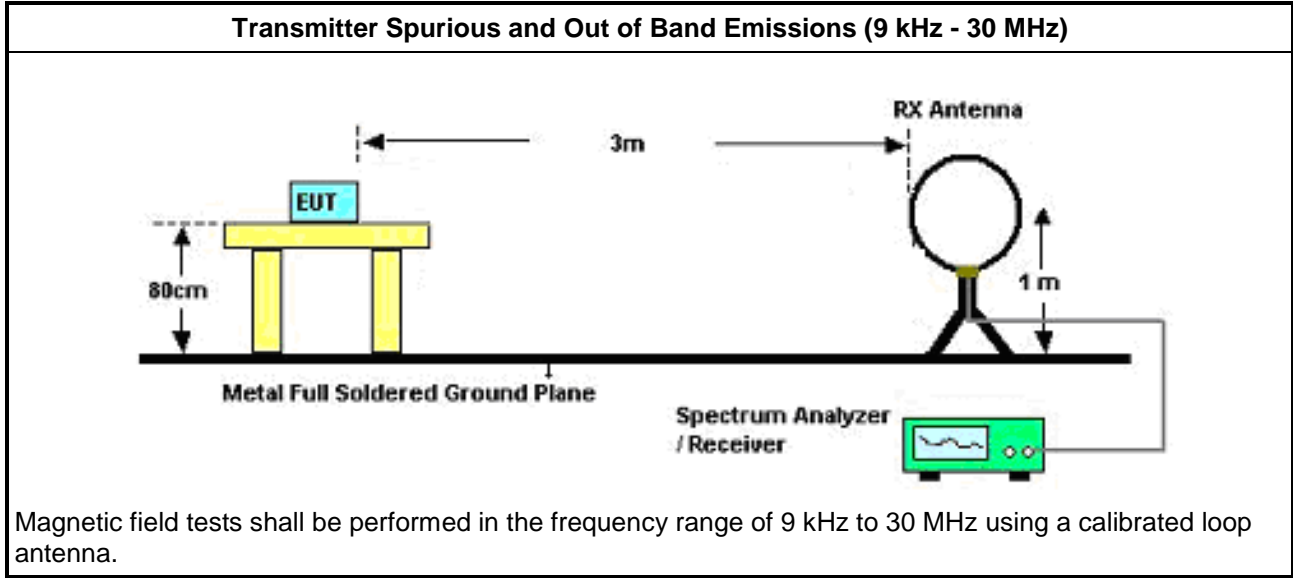 Transmitter Spurious and Out of Band Emissions (9 kHz - 30 MHz)
RX Antenna
3m
EUT
80cm
1 m
Metal Full Soldered Ground Plane
Spectrum Analyzer
/ Receiver
Magnetic field tests shall be performed in the frequency range of 9 kHz to 30 MHz using a calibrated loop
antenna.